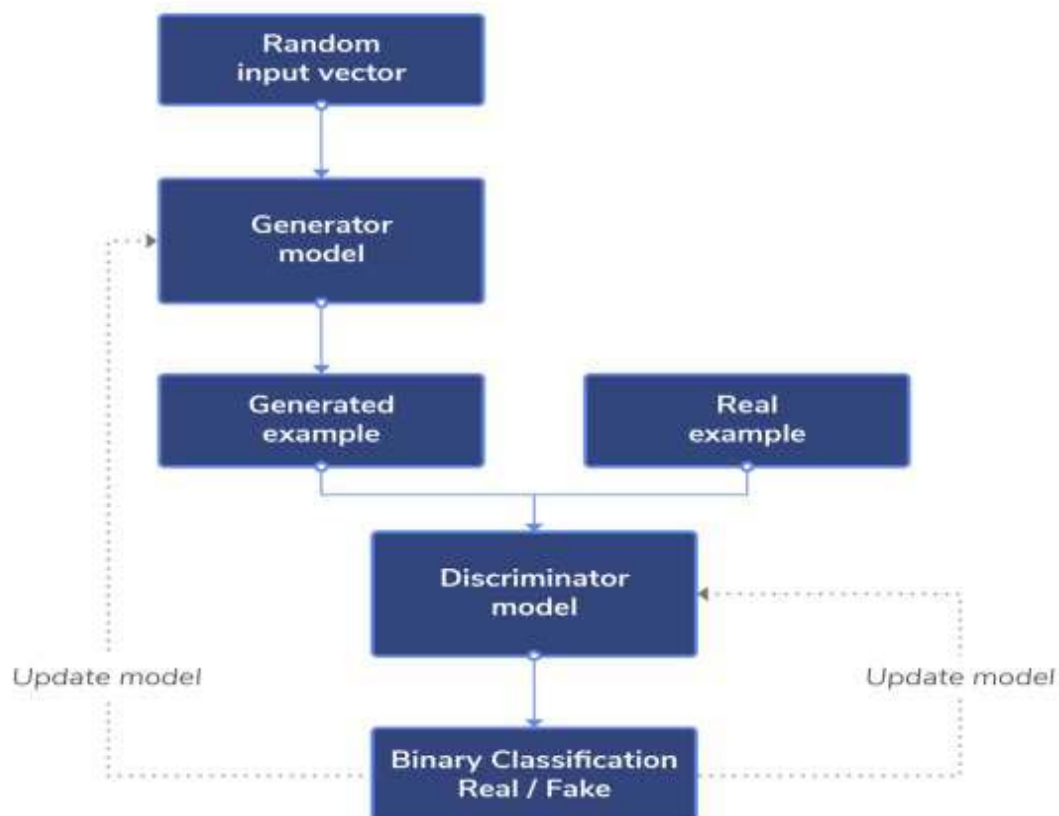 Random
input vector
Generator
model
Generated
example
Real
example
Discriminator
model
Update model
Update model
Binary Classification
Real / Fake